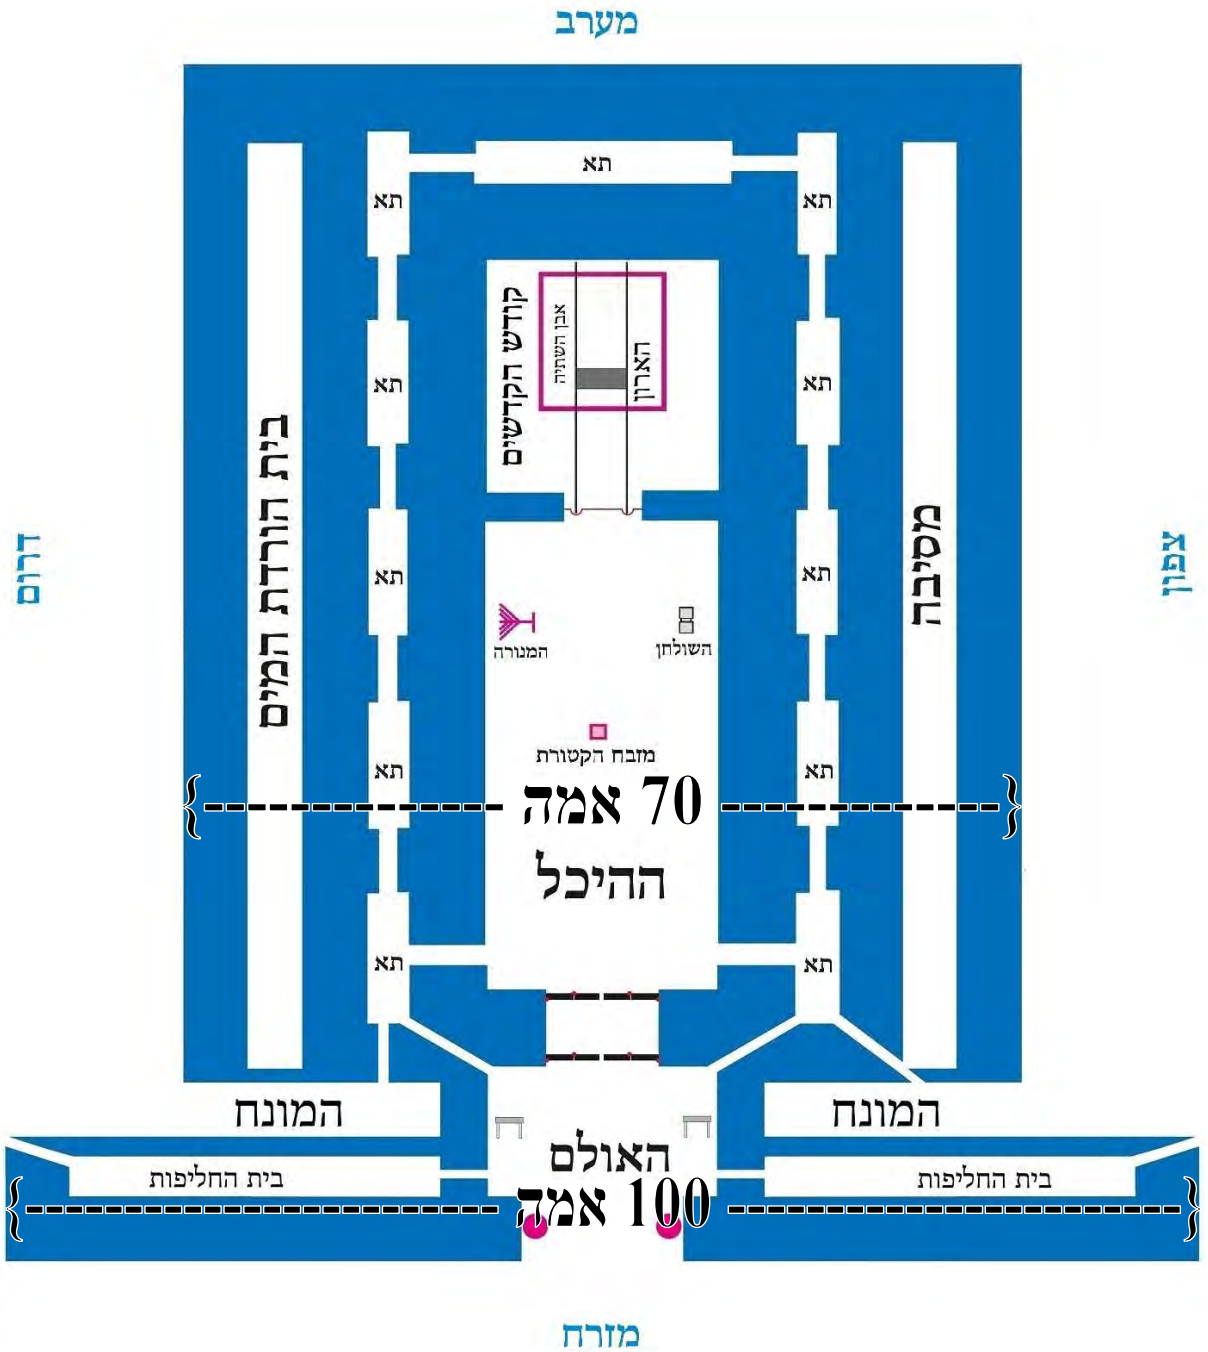 מערב
תא
תא
תא
קודש הקדשים
אבן השתיה
הארון
תא
תא
בית הורדת המים
מסיבה
דרום
צפון
תא
תא
המנורה
השולחן
מזבח הקטורת
תא
תא
70 אמה
ההיכל
תא
תא
המונח
המונח
האולם
בית החליפות
בית החליפות
100 אמה
מזרח